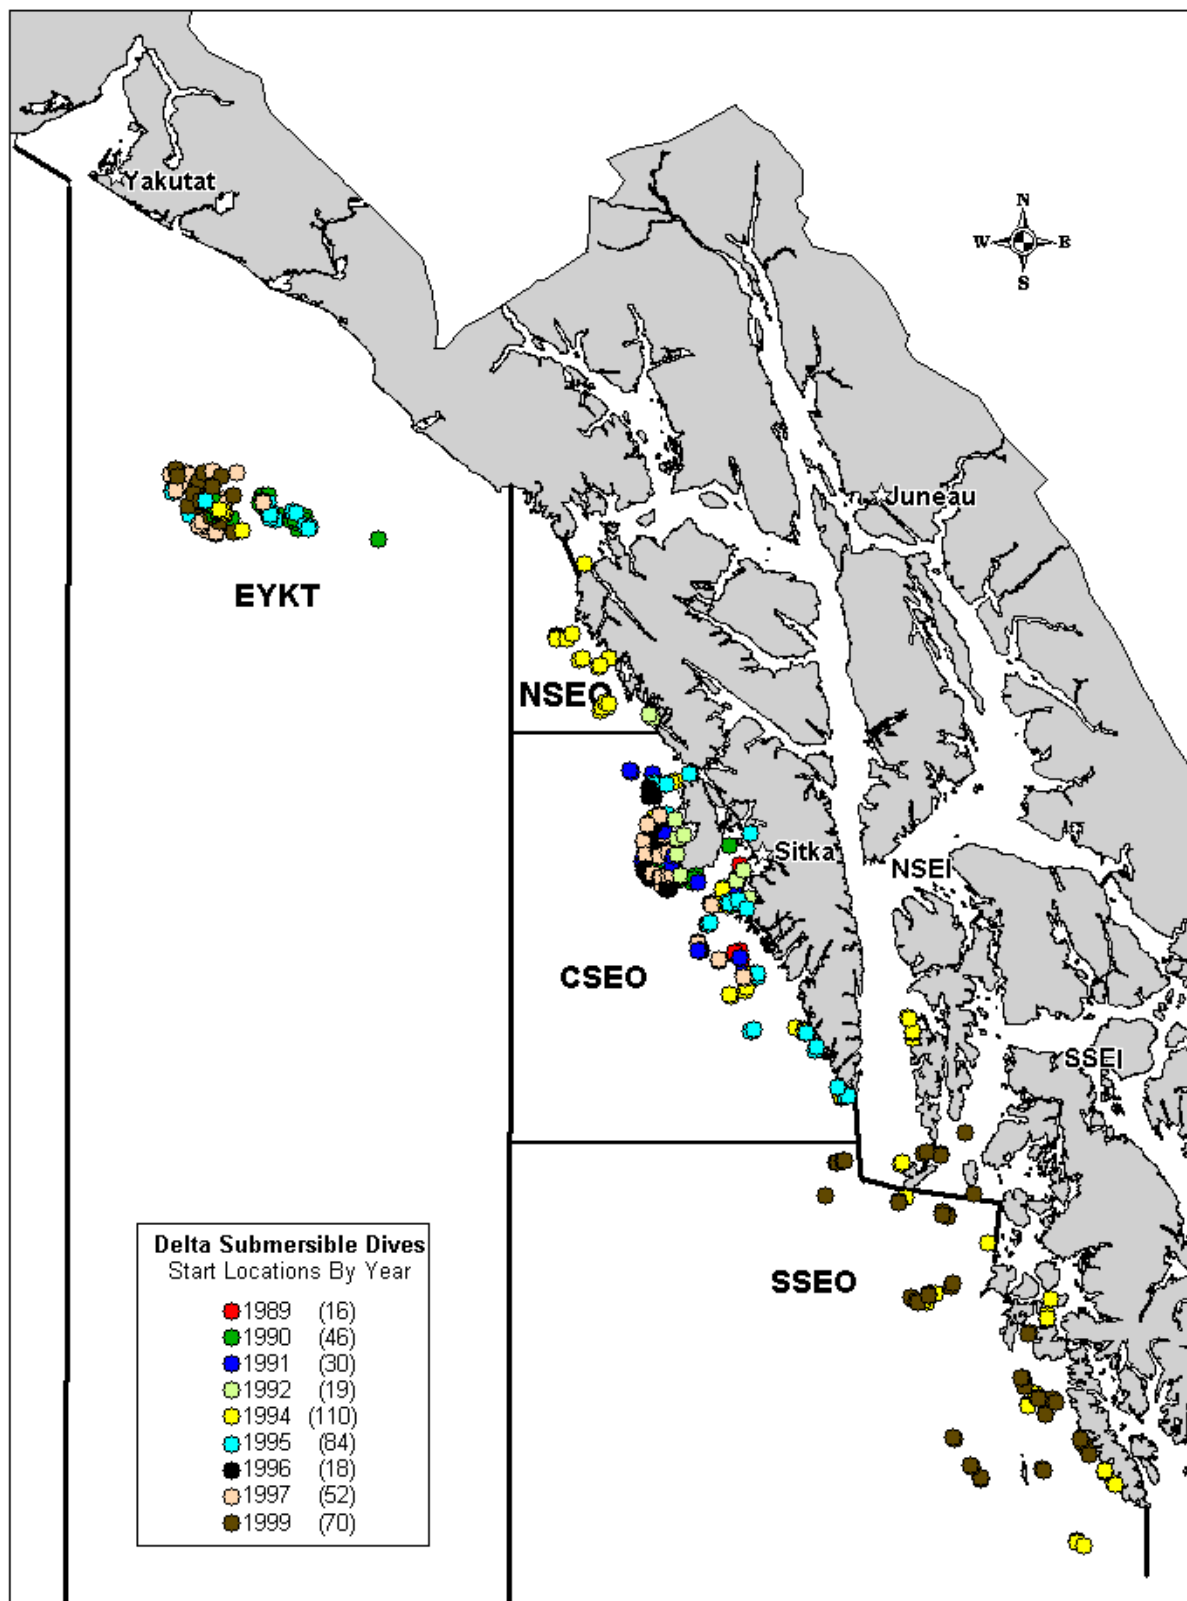 Yakutat
N
W E
S
Juneau
EYKT
NSEO
Sitka
NSEI
CSEO
SSEI
SSEO
Delta Submersible Dives
Start Locations By Year
1989 (16)
1990 (46)
1991 (30)
1992 (19)
1994 (110)
1995 (84)
1996 (18)
1997 (52)
1999 (70)